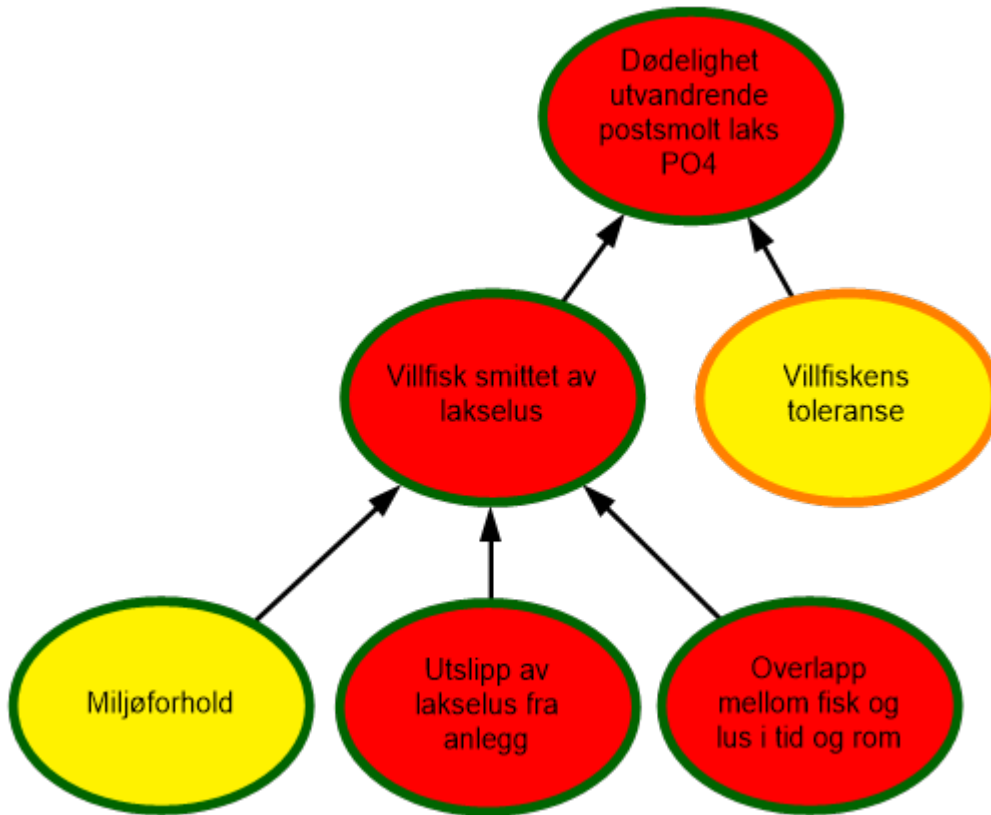 Dødelighet
utvandrende
postsmolt laks
PO4
Villfisk smittet av
lakselus
Villfiskens
toleranse
Miljøforhold
Utslipp av
lakselus fra
anlegg
Overlapp
mellom fisk og
lus i tid og rom